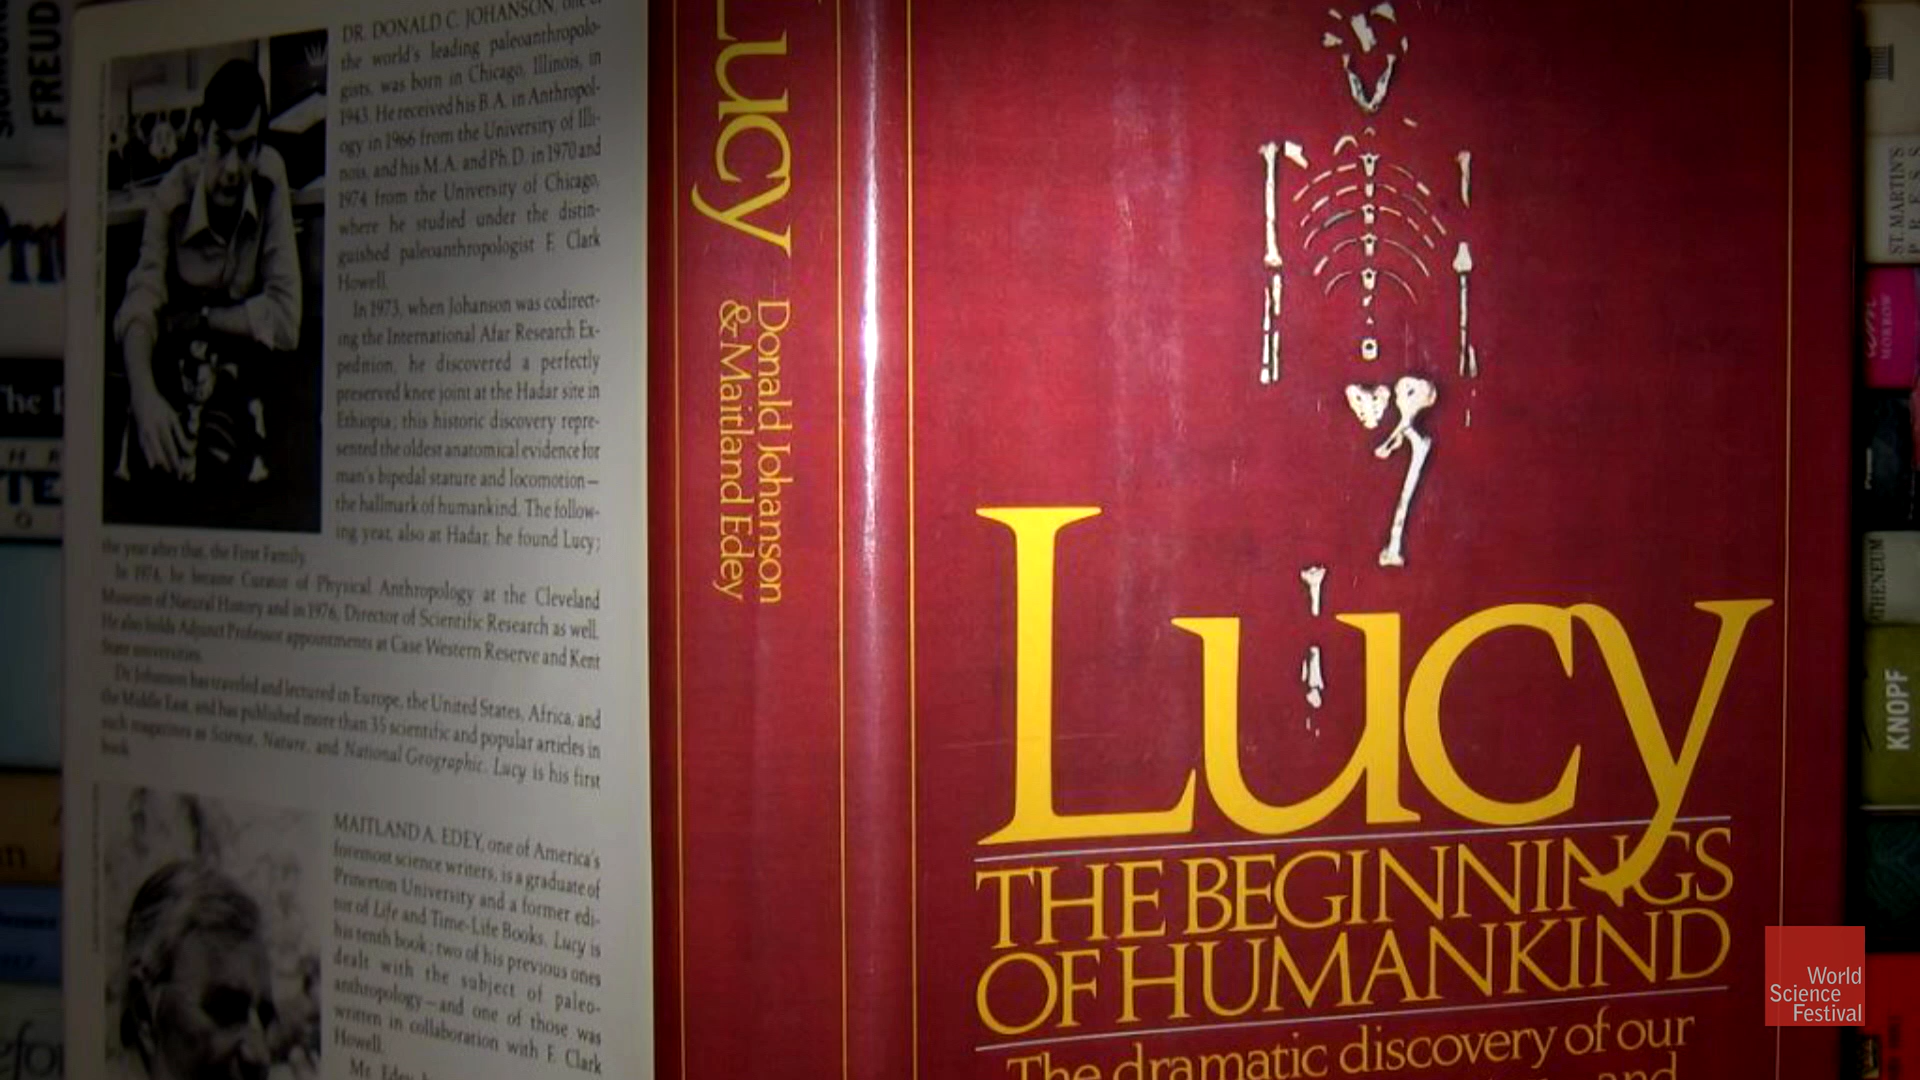 FREUD
DR. DONALD C. JOHANSON, one of
the world's leading paleoanthropolo-
gists, was born in Chicago, Illinois, in
1943. He received his B.A. in Anthropol-
ogy in 1966 from the University of Illi-
nois, and his M.A. and Ph.D. in 1970 and
1974 from the University of Chicago,
where he studied under the distin-
guished paleoanthropologist F. Clark
Howell.
In 1973, when Johanson was codirect-
ing the International Afar Research Ex-
pedition, he discovered a perfectly
preserved knee joint at the Hadar site in
Ethiopia; this historic discovery repre-
sented the oldest anatomical evidence for
man's bipedal stature and locomotion—
the hallmark of humankind. The follow-
ing year, also at Hadar, he found Lucy;
the year after that, the First Family.
In 1974, he became Curator of Physical Anthropology at the Cleveland
Museum of Natural History and in 1976, Director of Scientific Research as well.
He also holds Adjunct Professor appointments at Case Western Reserve and Kent
State universities.
Dr. Johanson has traveled and lectured in Europe, the United States, Africa, and
the Middle East, and has published more than 35 scientific and popular articles in
such magazines as Science, Nature, and National Geographic. Lucy is his first
book.
MAITLAND A. EDEY, one of America's
foremost science writers, is a graduate of
Princeton University and a former edi-
tor of Life and Time-Life Books. Lucy is
his tenth book; two of his previous ones
dealt with the subject of paleo-
anthropology—and one of those was
written in collaboration with F. Clark
Howell.
Mr. Edey
Lucy
Donald Johanson
& Maitland Edey
Lucy
THE BEGINNINGS
OF HUMANKIND
The dramatic discovery of our
and
ST. MARTIN'S
PRESS
MORROW
ATHENEUM
KNOPF
World
Science
Festival